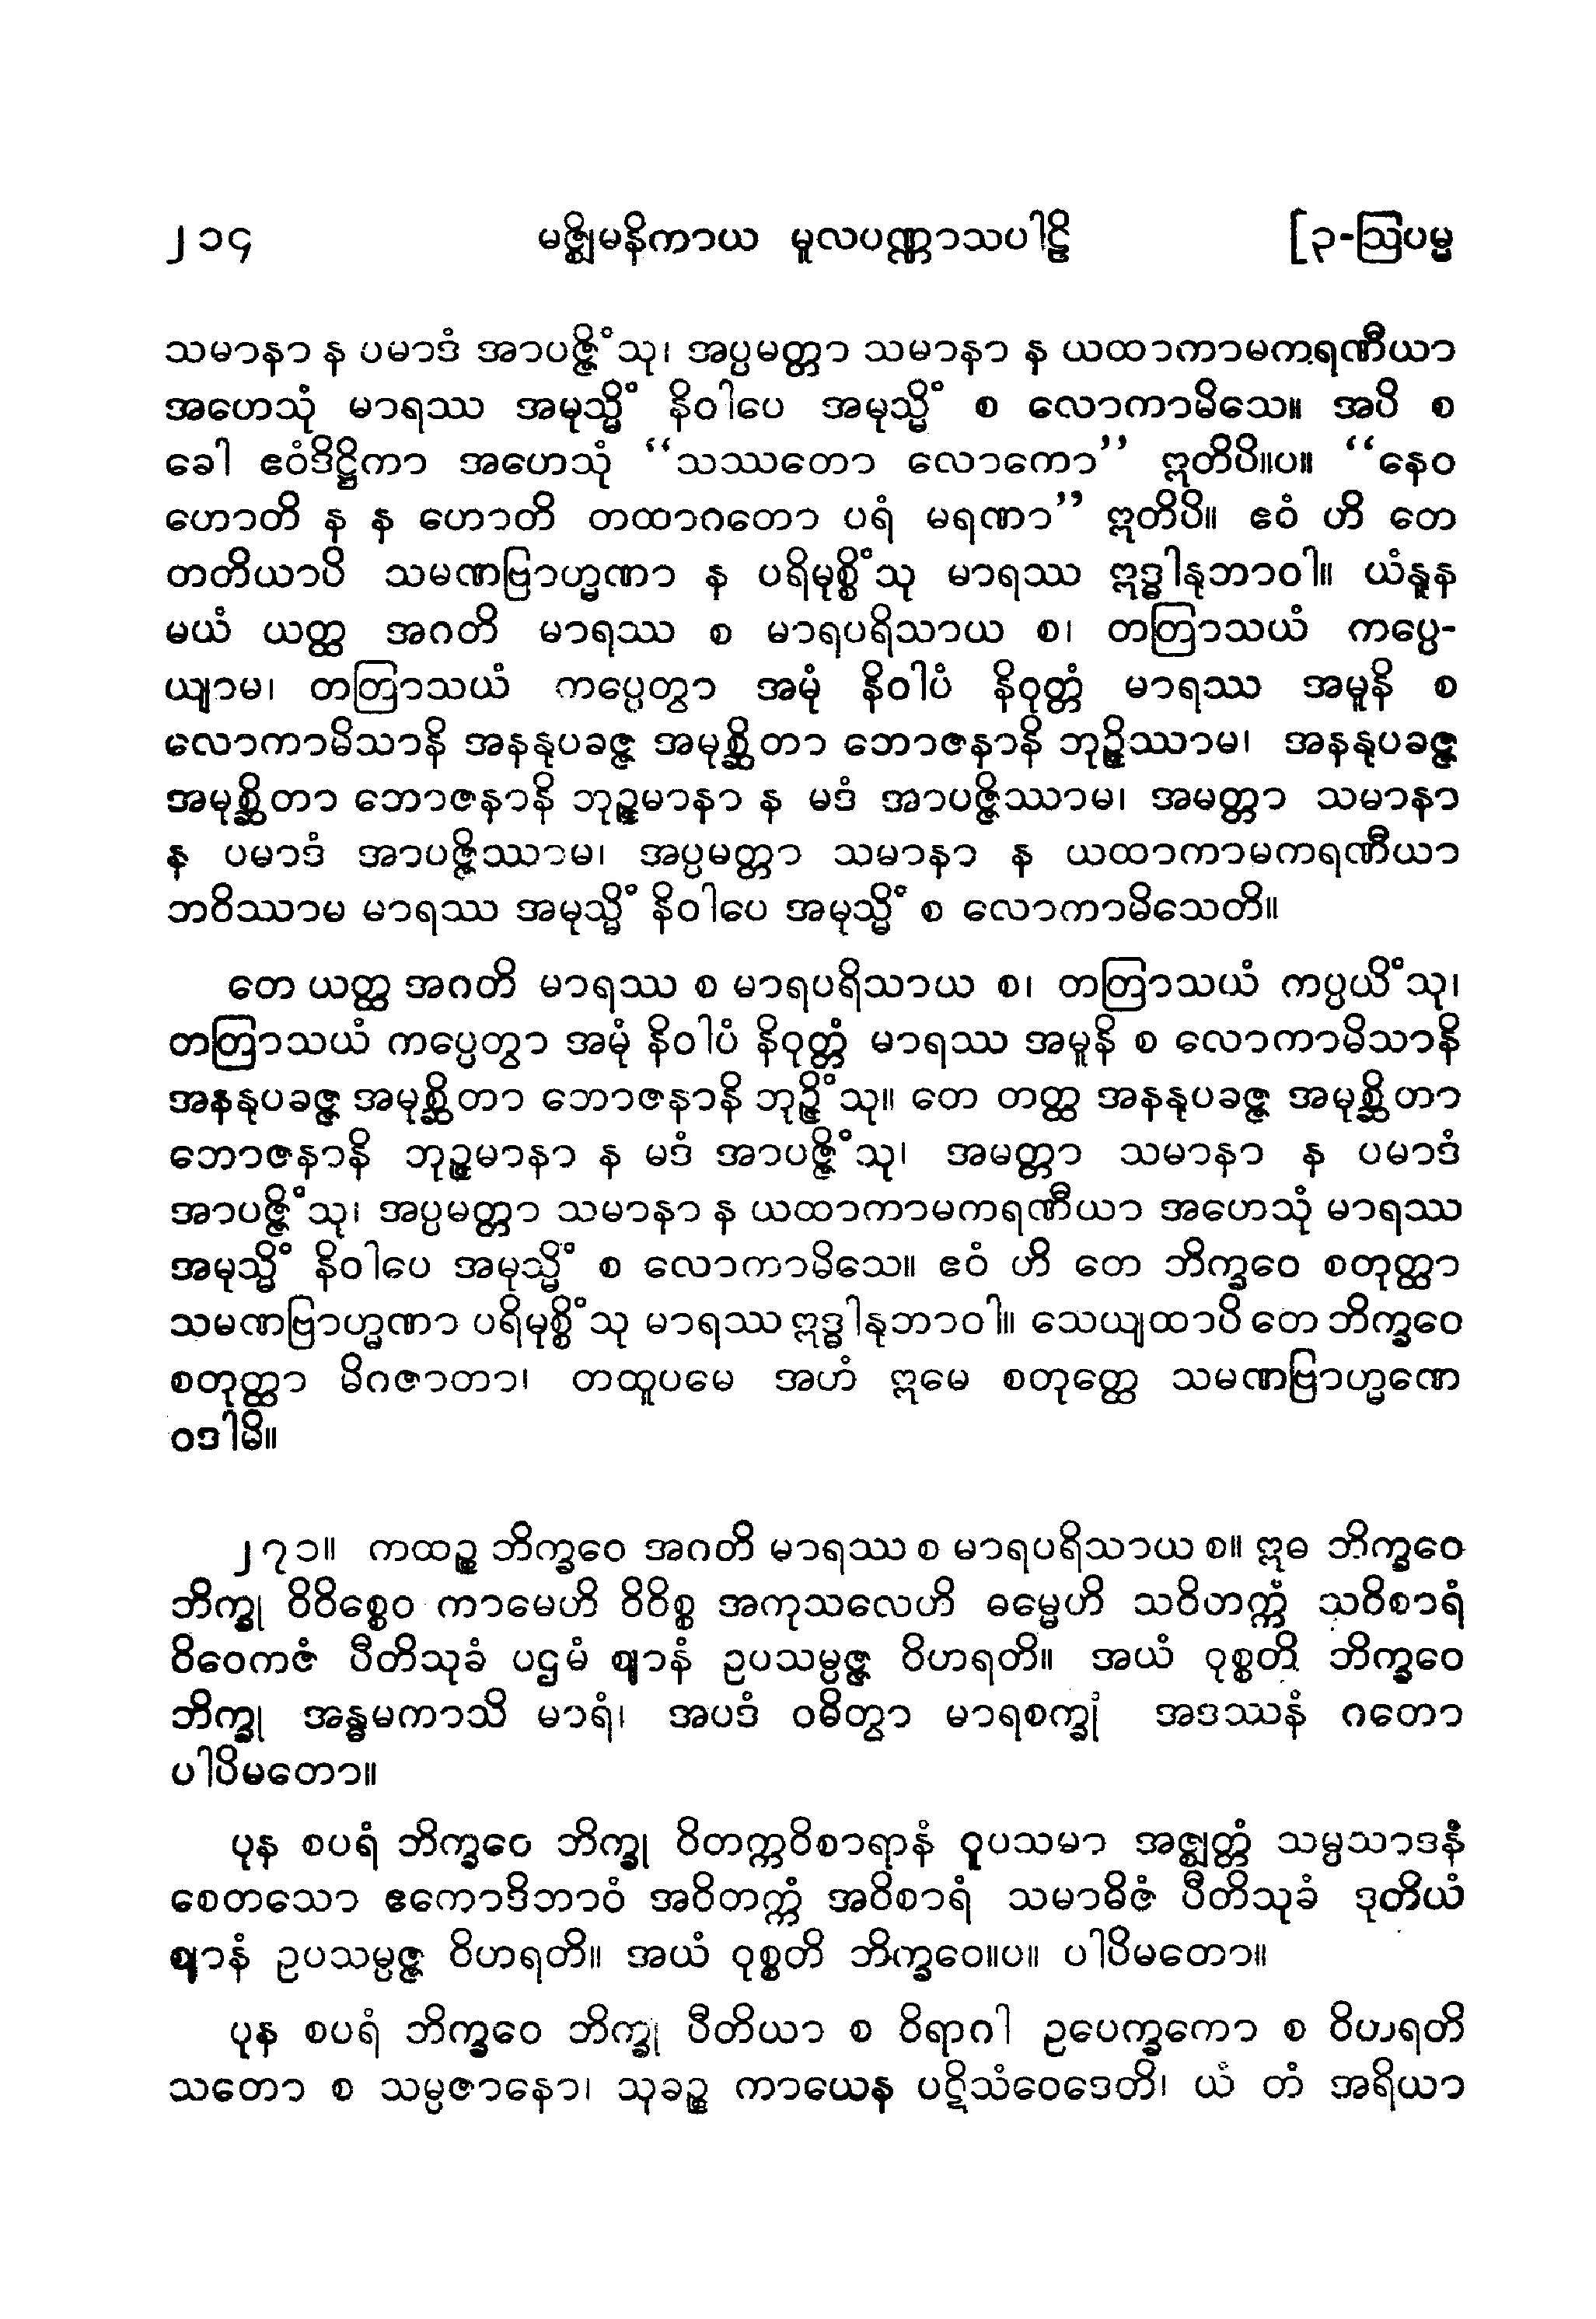 ၂၁၄ မဇ္ဈိမနိကာယ မူလပဏ္ဏာသပါဠိ [၃-ဩပမ္မ
သမာနာ န ပမာဒံ အာပဇ္ဇိံသု၊ အပ္ပမတ္တာ သမာနာ န ယထာကာမကရဏီယာ
အဟေသုံ မာရဿ အမုသ္မိံ နိဝါပေ အမုသ္မိံ စ လောကာမိသေ။ အပိ စ
ခေါ ဧဝံဒိဋ္ဌိကာ အဟေသုံ “သဿတော လောကော” ဣတိပိ။ပ။ “နေဝ
ဟောတိ န န ဟောတိ တထာဂတော ပရံ မရဏာ” ဣတိပိ။ ဧဝံ ဟိ တေ
တတိယာပိ သမဏဗြာဟ္မဏာ န ပရိမုစ္စိံသု မာရဿ ဣဒ္ဓါနုဘာဝါ။ ယံနူန
မယံ ယတ္ထ အဂတိ မာရဿ စ မာရပရိသာယ စ၊ တတြာသယံ ကပ္ပေ-
ယျာမ၊ တတြာသယံ ကပ္ပေတွာ အမုံ နိဝါပံ နိဝုတ္တံ မာရဿ အမူနိ စ
လောကာမိသာနိ အနနုပခဇ္ဇ အမုစ္ဆိတာ ဘောဇနာနိ ဘုဉ္ဇိဿာမ၊ အနနုပခဇ္ဇ
အမုစ္ဆိတာ ဘောဇနာနိ ဘုဉ္ဇမာနာ န မဒံ အာပဇ္ဇိဿာမ၊ အမတ္တာ သမာနာ
န ပမာဒံ အာပဇ္ဇိဿာမ၊ အပ္ပမတ္တာ သမာနာ န ယထာကာမကရဏီယာ
ဘဝိဿာမ မာရဿ အမုသ္မိံ နိဝါပေ အမုသ္မိံ စ လောကာမိသေတိ။
တေ ယတ္ထ အဂတိ မာရဿ စ မာရပရိသာယ စ၊ တတြာသယံ ကပ္ပယိံသု၊
တတြာသယံ ကပ္ပေတွာ အမုံ နိဝါပံ နိဝုတ္တံ မာရဿ အမူနိ စ လောကာမိသာနိ
အနနုပခဇ္ဇ အမုစ္ဆိတာ ဘောဇနာနိ ဘုဉ္ဇိံသု။ တေ တတ္ထ အနနုပခဇ္ဇ အမုစ္ဆိတာ
ဘောဇနာနိ ဘုဉ္ဇမာနာ န မဒံ အာပဇ္ဇိံသု၊ အမတ္တာ သမာနာ န ပမာဒံ
အာပဇ္ဇိံသု၊ အပ္ပမတ္တာ သမာနာ န ယထာကာမကရဏီယာ အဟေသုံ မာရဿ
အမုသ္မိံ နိဝါပေ အမုသ္မိံ စ လောကာမိသေ။ ဧဝံ ဟိ တေ ဘိက္ခဝေ စတုတ္ထာ
သမဏဗြာဟ္မဏာ ပရိမုစ္စိံသု မာရဿ ဣဒ္ဓါနုဘာဝါ။ သေယျထာပိ တေ ဘိက္ခဝေ
စတုတ္ထာ မိဂဇာတာ၊ တထူပမေ အဟံ ဣမေ စတုတ္ထေ သမဏဗြာဟ္မဏေ
ဝဒါမိ။
၂၇၁။ ကထဉ္စ ဘိက္ခဝေ အဂတိ မာရဿ စ မာရပရိသာယ စ။ ဣဓ ဘိက္ခဝေ
ဘိက္ခု ဝိဝိစ္စေဝ ကာမေဟိ ဝိဝိစ္စ အကုသလေဟိ ဓမ္မေဟိ သဝိတက္ကံ သဝိစာရံ
ဝိဝေကဇံ ပီတိသုခံ ပဌမံ ဈာနံ ဥပသမ္ပဇ္ဇ ဝိဟရတိ။ အယံ ဝုစ္စတိ ဘိက္ခဝေ
ဘိက္ခု အန္ဓမကာသိ မာရံ၊ အပဒံ ဝဓိတွာ မာရစက္ခုံ အဒဿနံ ဂတော
ပါပိမတော။
ပုန စပရံ ဘိက္ခဝေ ဘိက္ခု ဝိတက္ကဝိစာရာနံ ဝူပသမာ အဇ္ဈတ္တံ သမ္ပသာဒနံ
စေတသော ဧကောဒိဘာဝံ အဝိတက္ကံ အဝိစာရံ သမာဓိဇံ ပီတိသုခံ ဒုတိယံ
ဈာနံ ဥပသမ္ပဇ္ဇ ဝိဟရတိ။ အယံ ဝုစ္စတိ ဘိက္ခဝေ။ပ။ ပါပိမတော။
ပုန စပရံ ဘိက္ခဝေ ဘိက္ခု ပီတိယာ စ ဝိရာဂါ ဥပေက္ခကော စ ဝိဟရတိ
သတော စ သမ္ပဇာနော၊ သုခဉ္စ ကာယေန ပဋိသံဝေဒေတိ၊ ယံ တံ အရိယာ